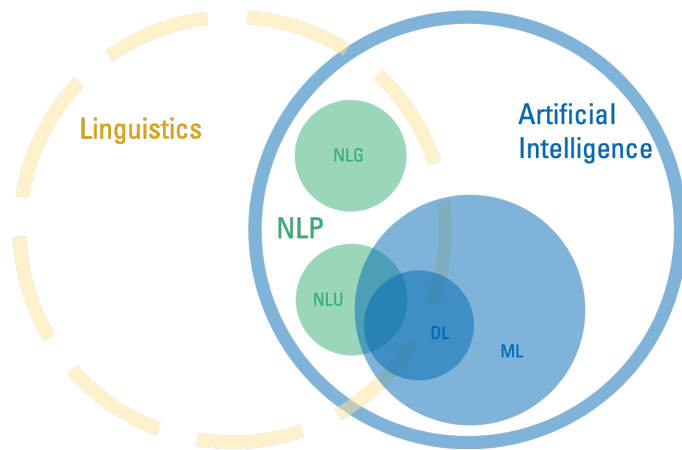 Linguistics
Artificial
Intelligence
NLG
NLP
NLU
DL
ML